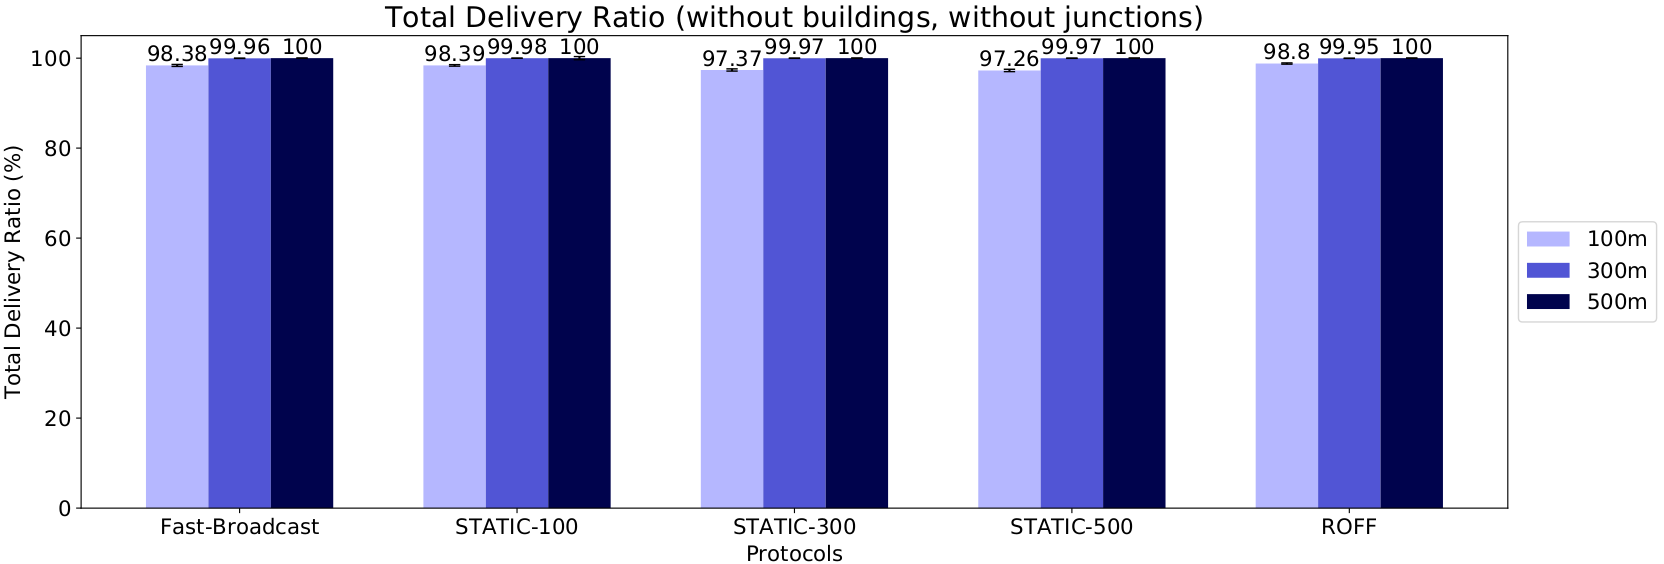 Total Delivery Ratio (without buildings, without junctions)
Total Delivery Ratio (%)
100
80
60
40
20
0
98.38 99.96 100
98.39 99.98 100
97.37 99.97 100
97.26 99.97 100
98.8 99.95 100
Fast-Broadcast
STATIC-100
STATIC-300
STATIC-500
ROFF
Protocols
100m
300m
500m